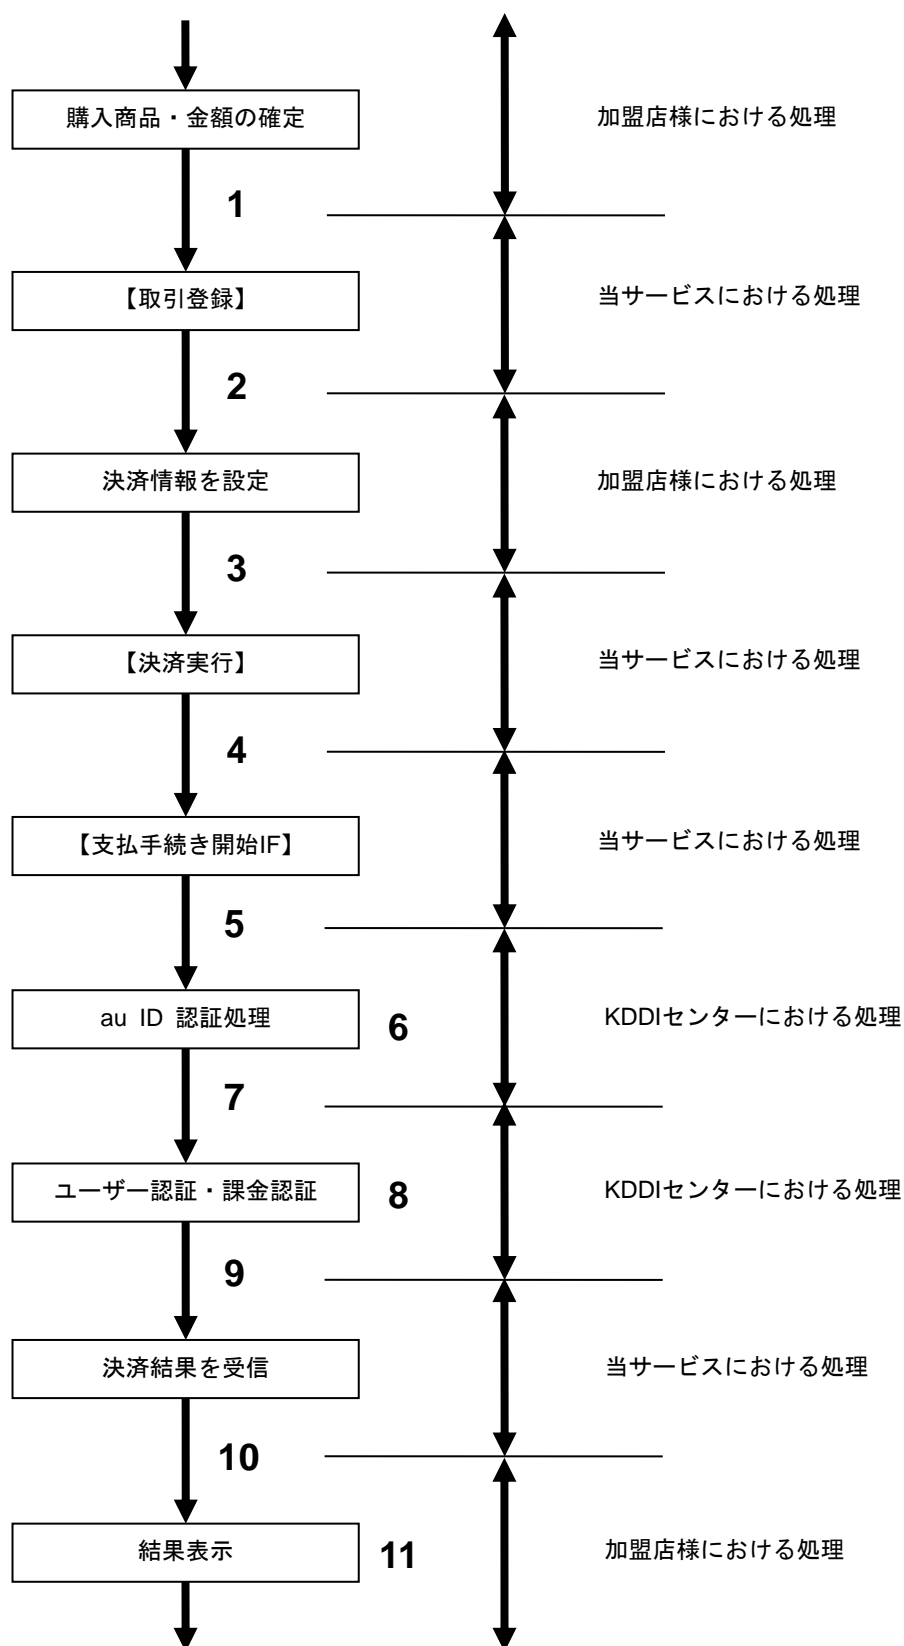 購入商品・金額の確定
加盟店様における処理
1
【取引登録】
当サービスにおける処理
2
決済情報を設定
加盟店様における処理
3
【決済実行】
当サービスにおける処理
4
【支払手続き開始IF】
当サービスにおける処理
5
au ID 認証処理
6
KDDIセンターにおける処理
7
ユーザー認証・課金認証
8
KDDIセンターにおける処理
9
決済結果を受信
当サービスにおける処理
10
結果表示
11
加盟店様における処理